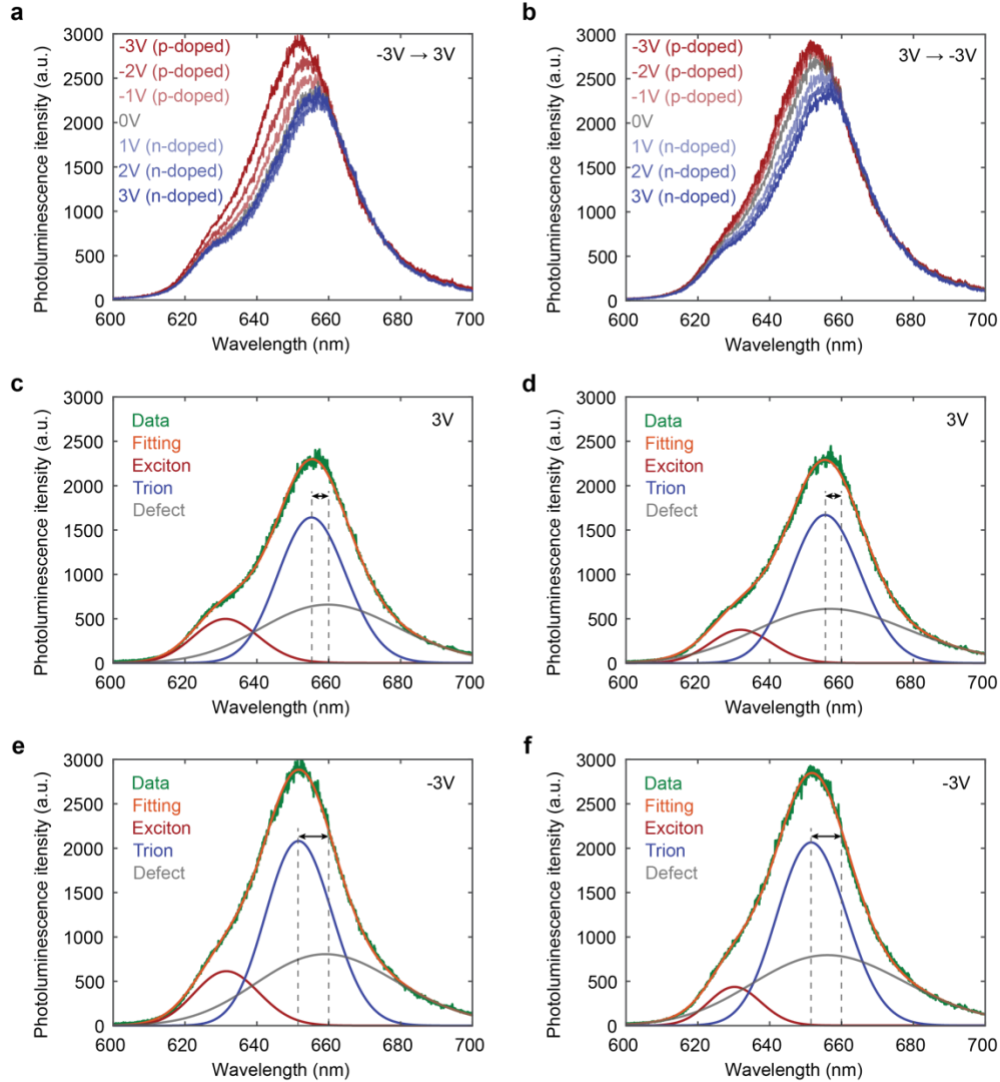 a
Photoluminescence itensity (a.u.)
3000
2500
2000
1500
1000
500
0
-3V (p-doped)
-2V (p-doped)
-1V (p-doped)
0V
1V (n-doped)
2V (n-doped)
3V (n-doped)
-3V → 3V
600 620 640 660 680 700
Wavelength (nm)
b
Photoluminescence itensity (a.u.)
3000
2500
2000
1500
1000
500
0
-3V (p-doped)
-2V (p-doped)
-1V (p-doped)
0V
1V (n-doped)
2V (n-doped)
3V (n-doped)
3V → -3V
600 620 640 660 680 700
Wavelength (nm)
c
Photoluminescence itensity (a.u.)
3000
2500
2000
1500
1000
500
0
Data
Fitting
Exciton
Trion
Defect
3V
600 620 640 660 680 700
Wavelength (nm)
d
Photoluminescence itensity (a.u.)
3000
2500
2000
1500
1000
500
0
Data
Fitting
Exciton
Trion
Defect
3V
600 620 640 660 680 700
Wavelength (nm)
e
Photoluminescence itensity (a.u.)
3000
2500
2000
1500
1000
500
0
Data
Fitting
Exciton
Trion
Defect
-3V
600 620 640 660 680 700
Wavelength (nm)
f
Photoluminescence itensity (a.u.)
3000
2500
2000
1500
1000
500
0
Data
Fitting
Exciton
Trion
Defect
-3V
600 620 640 660 680 700
Wavelength (nm)